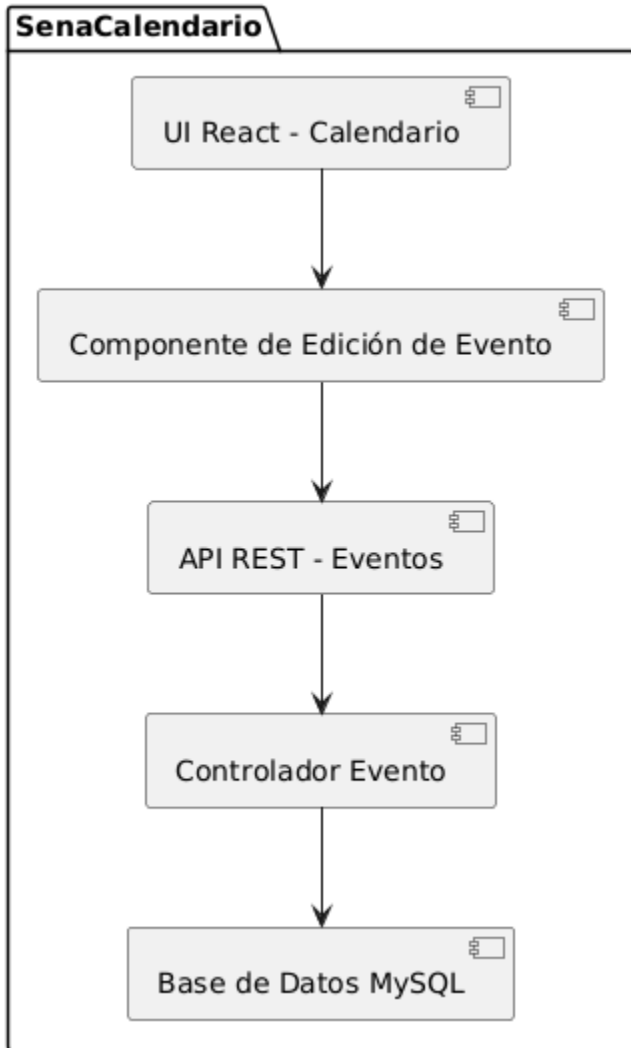 SenaCalendario
UI React - Calendario
Componente de Edición de Evento
API REST - Eventos
Controlador Evento
Base de Datos MySQL